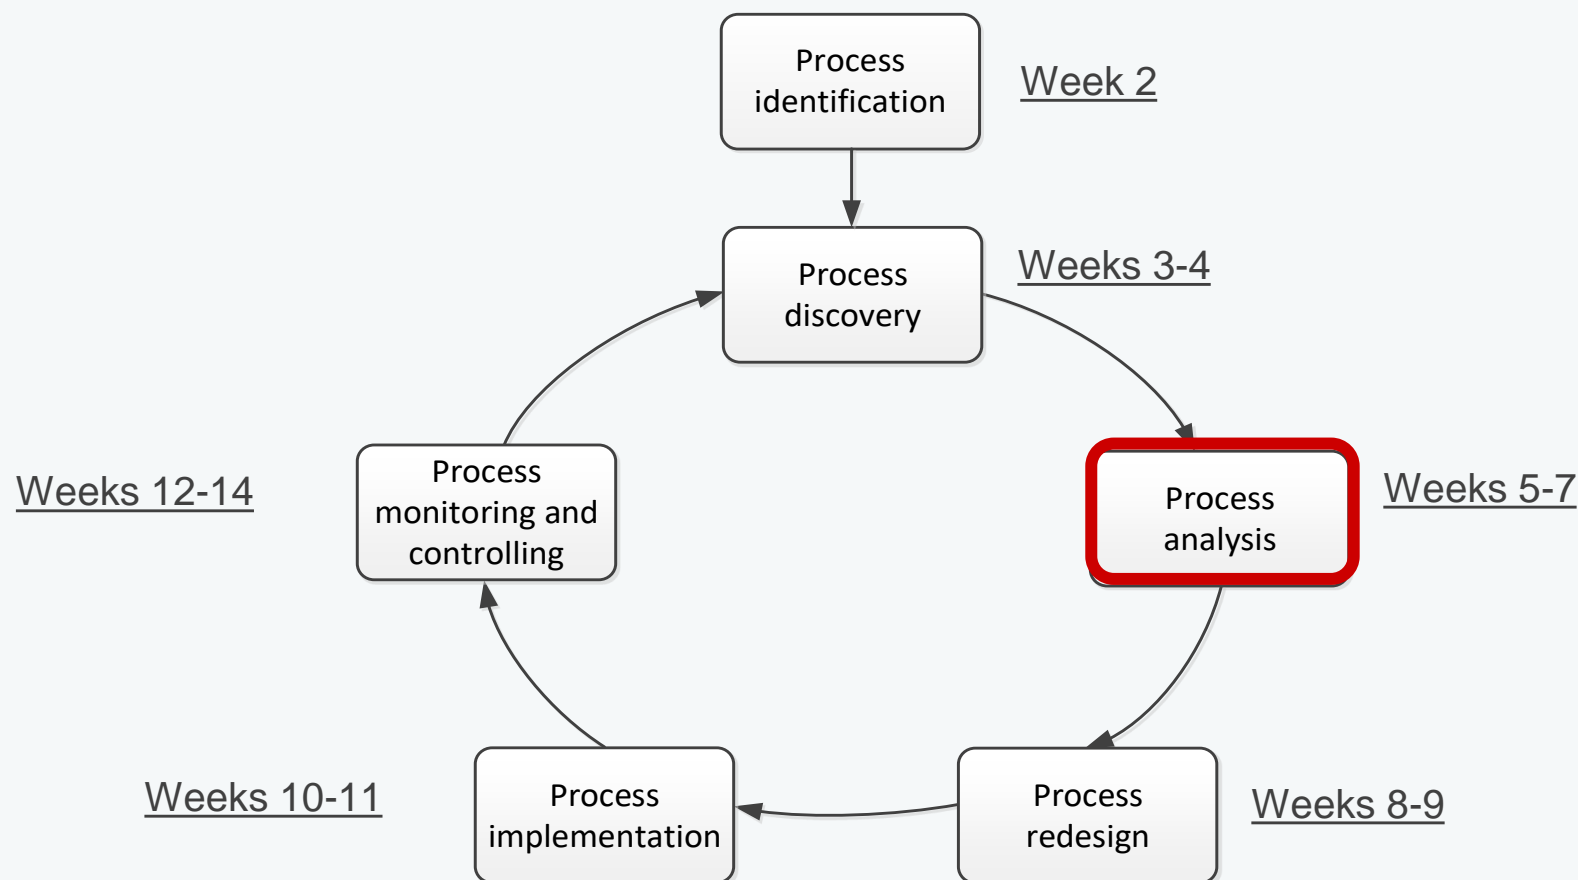 Process
identification
Week 2
Process
discovery
Weeks 3-4
Process
monitoring and
controlling
Weeks 12-14
Process
analysis
Weeks 5-7
Process
implementation
Weeks 10-11
Process
redesign
Weeks 8-9